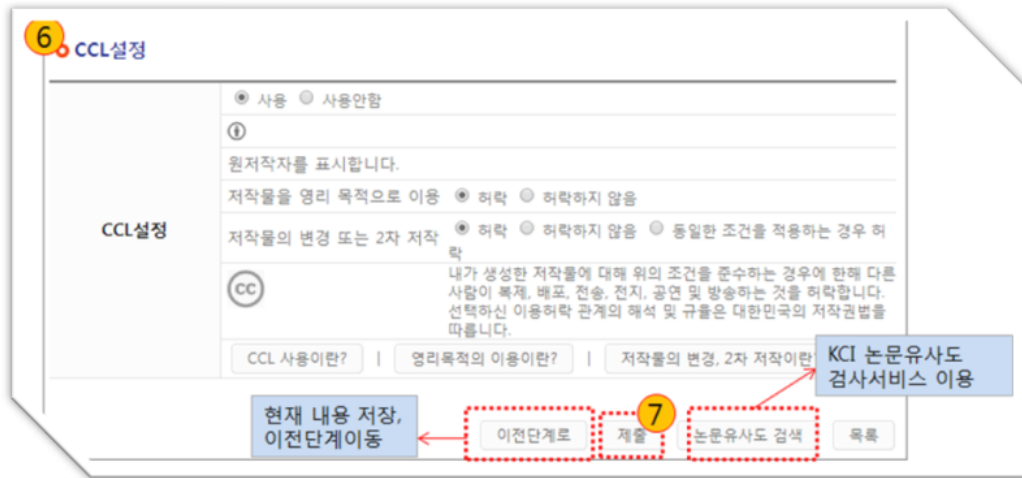 6
CCL설정
사용 사용안함
원저작자를 표시합니다.
저작물을 영리 목적으로 이용 허락 허락하지 않음
CCL설정
저작물의 변경 또는 2차 저작 허락 허락하지 않음 동일한 조건을 적용하는 경우 허
락
cc
내가 생성한 저작물에 대해 위의 조건을 준수하는 경우에 한해 다른
사람이 복제, 배포, 전송, 전지, 공연 및 방송하는 것을 허락합니다.
선택하신 이용허락 관계의 해석 및 규율은 대한민국의 저작권법을
따릅니다.
CCL 사용이란? | 영리목적의 이용이란? | 저작물의 변경, 2차 저작이란
KCI 논문유사도
검사서비스 이용
현재 내용 저장,
이전단계이동
7
이전단계로 제출 논문유사도 검색 목록